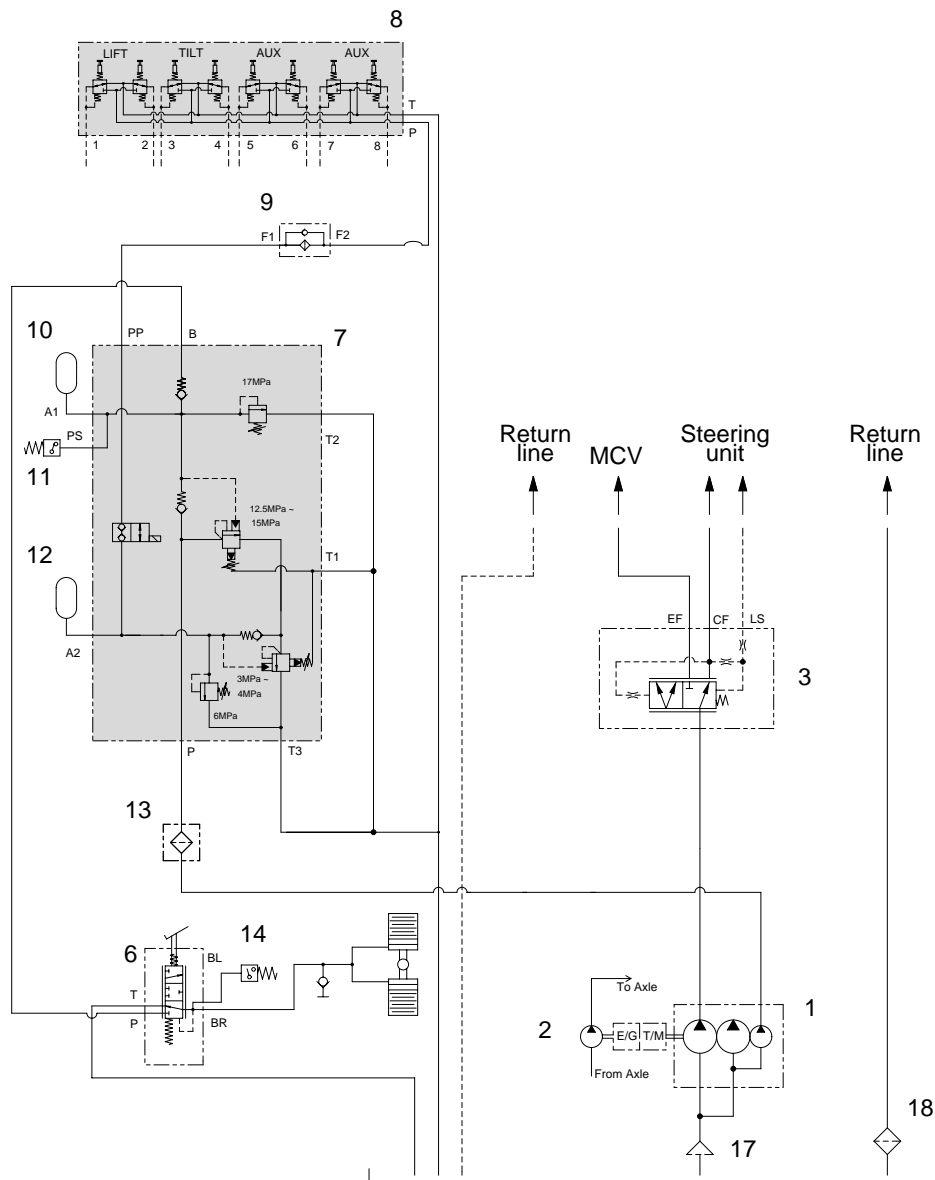 8
LIFT TILT AUX AUX
T
P
1 2 3 4 5 6 7 8
9
F1 F2
10 PP B 7
17MPa
A1
PS T2
11
12.5MPa ~
15MPa
12
T1
A2
3MPa ~
4MPa
6MPa
P T3
Return
line
MCV
Steering
unit
Return
line
EF CF LS
3
13
6 14
BL
T
P
BR
To Axle
2 E/G T/M 1
From Axle
17 18